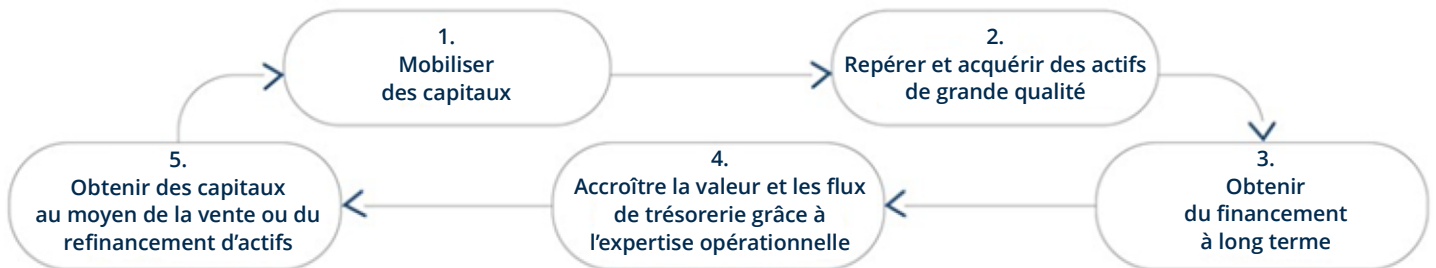 1.
Mobiliser
des capitaux
2.
Repérer et acquérir des actifs
de grande qualité
3.
Obtenir
du financement
à long terme
4.
Accroître la valeur et les flux
de trésorerie grâce à
l’expertise opérationnelle
5.
Obtenir des capitaux
au moyen de la vente ou du
refinancement d’actifs